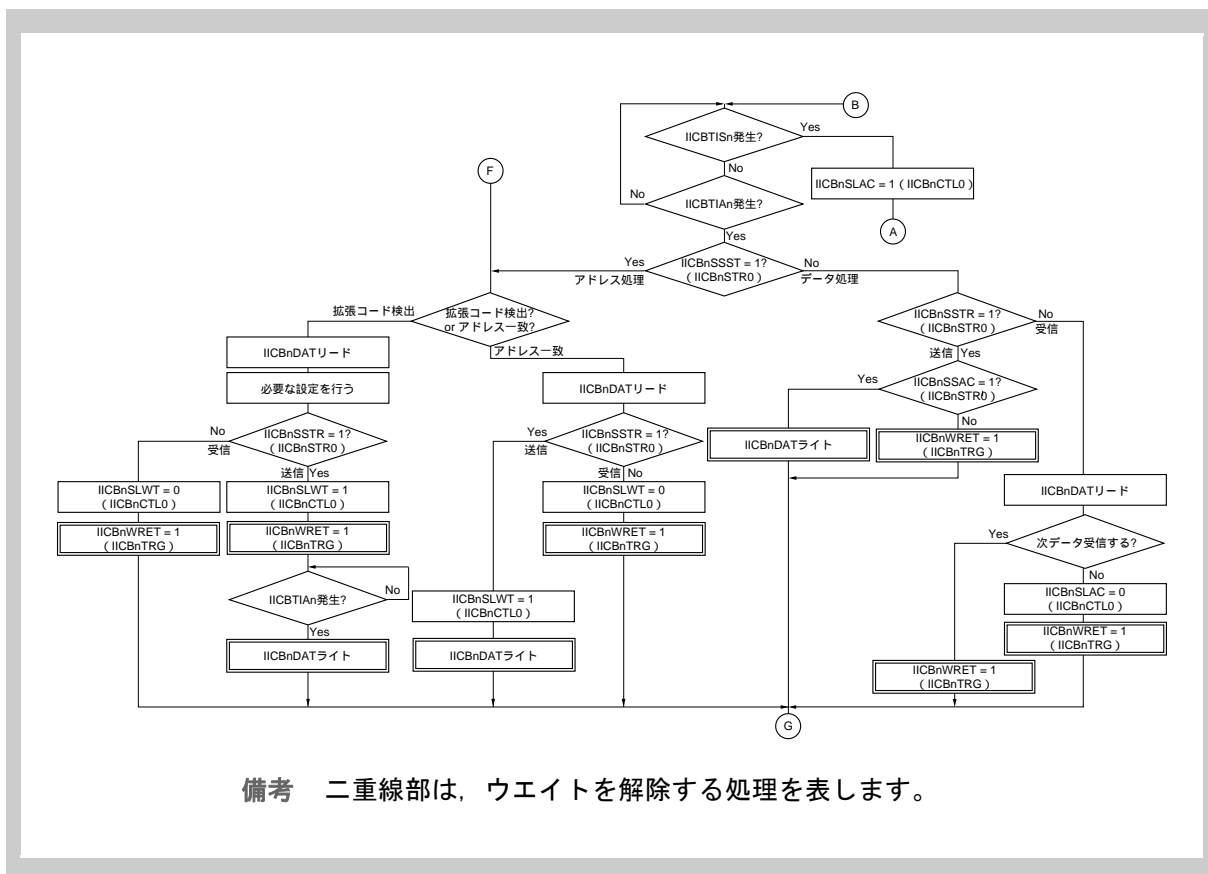 B
IICBTISn発生?
Yes
F
No
IICBnSLAC = 1 ( IICBnCTL0 )
No
IICBTIAn発生?
A
Yes
Yes
IICBnSSST = 1?
( IICBnSTR0 )
No
アドレス処理
データ処理
拡張コード検出
拡張コード検出?
or アドレス一致?
IICBnSSTR = 1?
( IICBnSTR0 )
No
受信
アドレス一致
送信 Yes
IICBnDATリード
必要な設定を行う
IICBnDATリード
Yes
IICBnSSAC = 1?
( IICBnSTR0 )
No
No
受信
IICBnSSTR = 1?
( IICBnSTR0 )
Yes
送信
IICBnSSTR = 1?
( IICBnSTR0 )
IICBnDATライト
IICBnWRET = 1
( IICBnTRG )
送信 Yes
受信 No
IICBnSLWT = 0
( IICBnCTL0 )
IICBnSLWT = 1
( IICBnCTL0 )
IICBnSLWT = 0
( IICBnCTL0 )
IICBnDATリード
IICBnWRET = 1
( IICBnTRG )
IICBnWRET = 1
( IICBnTRG )
IICBnWRET = 1
( IICBnTRG )
Yes
次データ受信する?
No
IICBTIAn発生?
No
IICBnSLWT = 1
( IICBnCTL0 )
IICBnSLAC = 0
( IICBnCTL0 )
Yes
IICBnDATライト
IICBnDATライト
IICBnWRET = 1
( IICBnTRG )
IICBnWRET = 1
( IICBnTRG )
G
備考 二重線部は，ウエイトを解除する処理を表します。